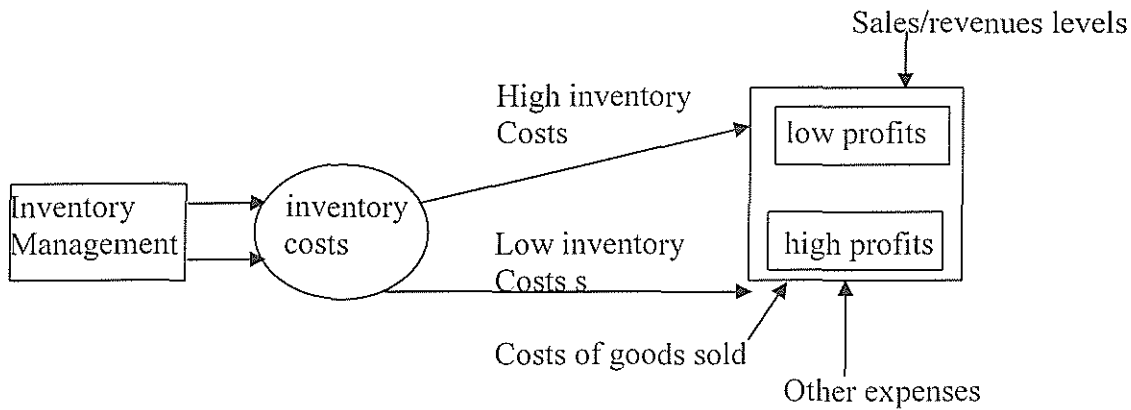 Sales/revenues levels
High inventory
Costs
low profits
Inventory
Management
inventory
costs
Low inventory
Costs s
high profits
Costs of goods sold
Other expenses